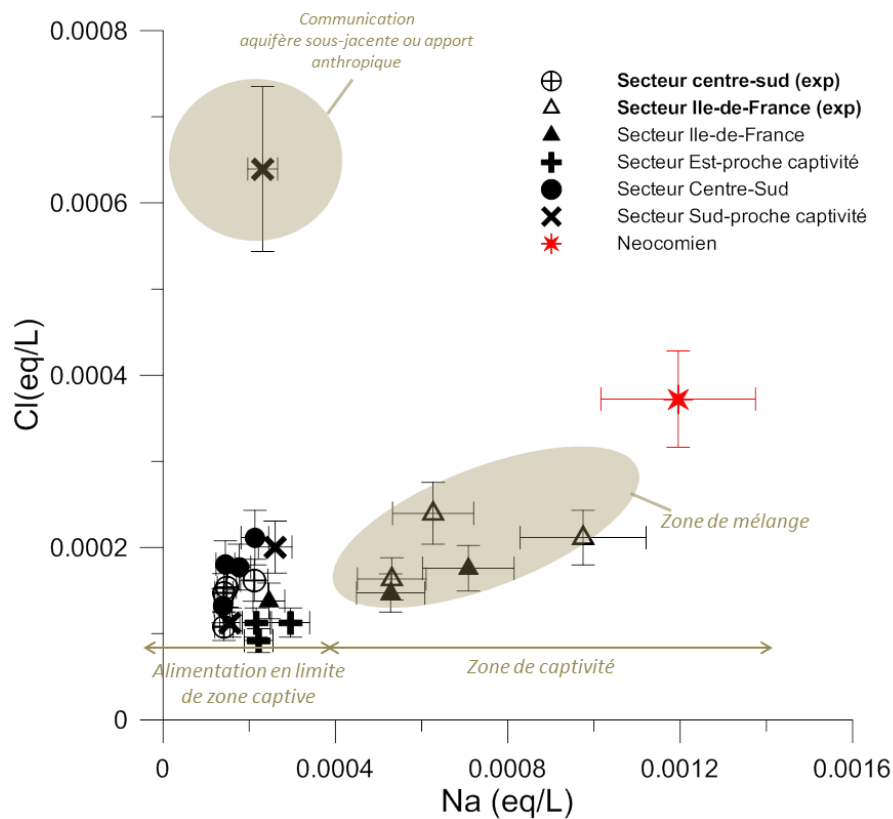 Communication
aquifère sous-jacente ou apport
anthropique
0.0008
0.0006
0.0004
0.0002
0
Cl(eq/L)
Secteur centre-sud (exp)
Secteur Ile-de-France (exp)
Secteur Ile-de-France
Secteur Est-proche captivité
Secteur Centre-Sud
Secteur Sud-proche captivité
Neocomien
Zone de mélange
Alimentation en limite
de zone captive
Zone de captivité
0
0.0004
0.0008
0.0012
0.0016
Na (eq/L)